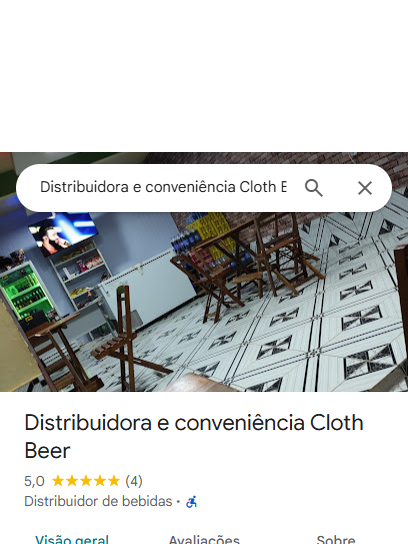 Distribuidora e conveniência Cloth B
Distribuidora e conveniência Cloth
Beer
5,0 (4)
Distribuidor de bebidas ·
Visão geral Avaliações Sobre